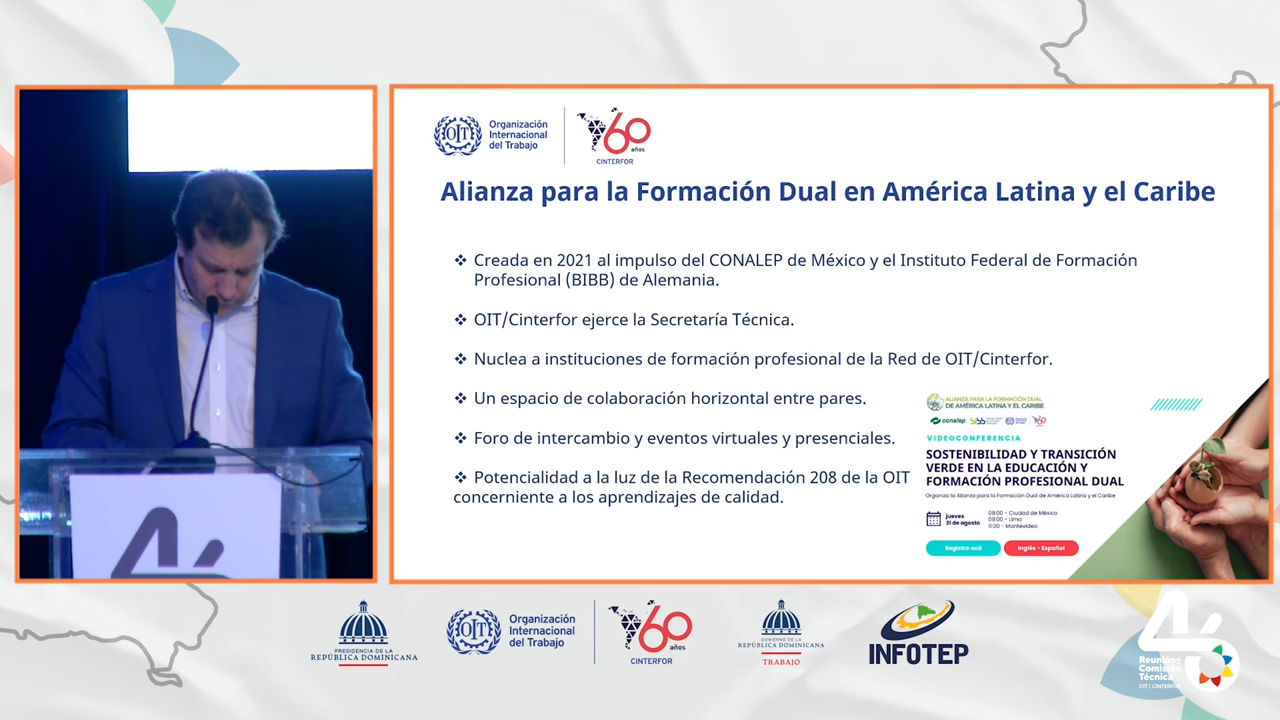 OIT
Organización
Internacional
del Trabajo
60
años
CINTERFOR
Alianza para la Formación Dual en América Latina y el Caribe
❖ Creada en 2021 al impulso del CONALEP de México y el Instituto Federal de Formación
Profesional (BIBB) de Alemania.
❖ OIT/Cinterfor ejerce la Secretaría Técnica.
❖ Nuclea a instituciones de formación profesional de la Red de OIT/Cinterfor.
❖ Un espacio de colaboración horizontal entre pares.
❖ Foro de intercambio y eventos virtuales y presenciales.
❖ Potencialidad a la luz de la Recomendación 208 de la OIT
concerniente a los aprendizajes de calidad.
ALIANZA PARA LA FORMACIÓN DUAL
DE AMÉRICA LATINA Y EL CARIBE
conalep
bibb
60
VIDEOCONFERENCIA
SOSTENIBILIDAD Y TRANSICIÓN
VERDE EN LA EDUCACIÓN Y
FORMACIÓN PROFESIONAL DUAL
Organiza la Alianza para la Formación Dual de América Latina y el Caribe
jueves
31 de agosto
08:00 - Ciudad de México
09:00 - Lima
11:00 - Montevideo
Registro acá
Inglés - Español
46
PRESIDENCIA DE LA
REPÚBLICA DOMINICANA
OIT
Organización
Internacional
del Trabajo
60
años
CINTERFOR
GOBIERNO DE LA
REPÚBLICA DOMINICANA
TRABAJO
INFOTEP
46
Reunión
Comisión
Técnica
OIT | CINTERFOR